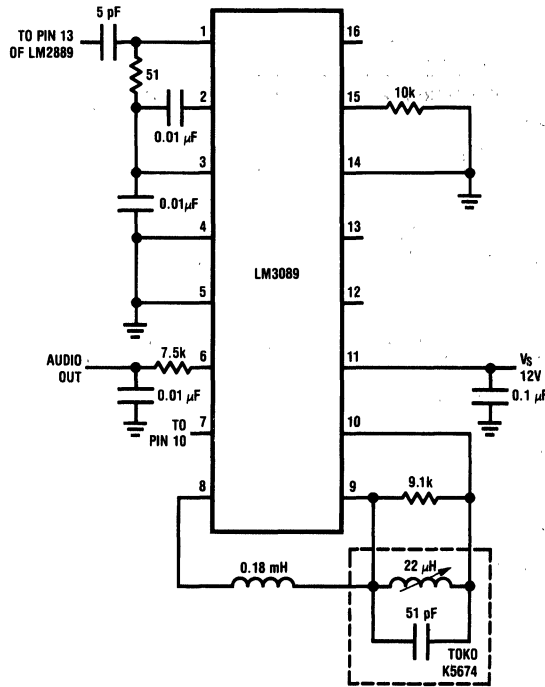 5 pF
TO PIN 13
OF LM2889
1
16
51
2
15
10k
0.01 μF
3
14
0.01μF
4
13
LM3089
5
12
AUDIO
OUT
7.5k
6
11
VS
12V
0.01 μF
0.1 μF
TO
PIN 10
7
10
8
9
9.1k
0.18 mH
22 μH
51 pF
TOKO
K5674